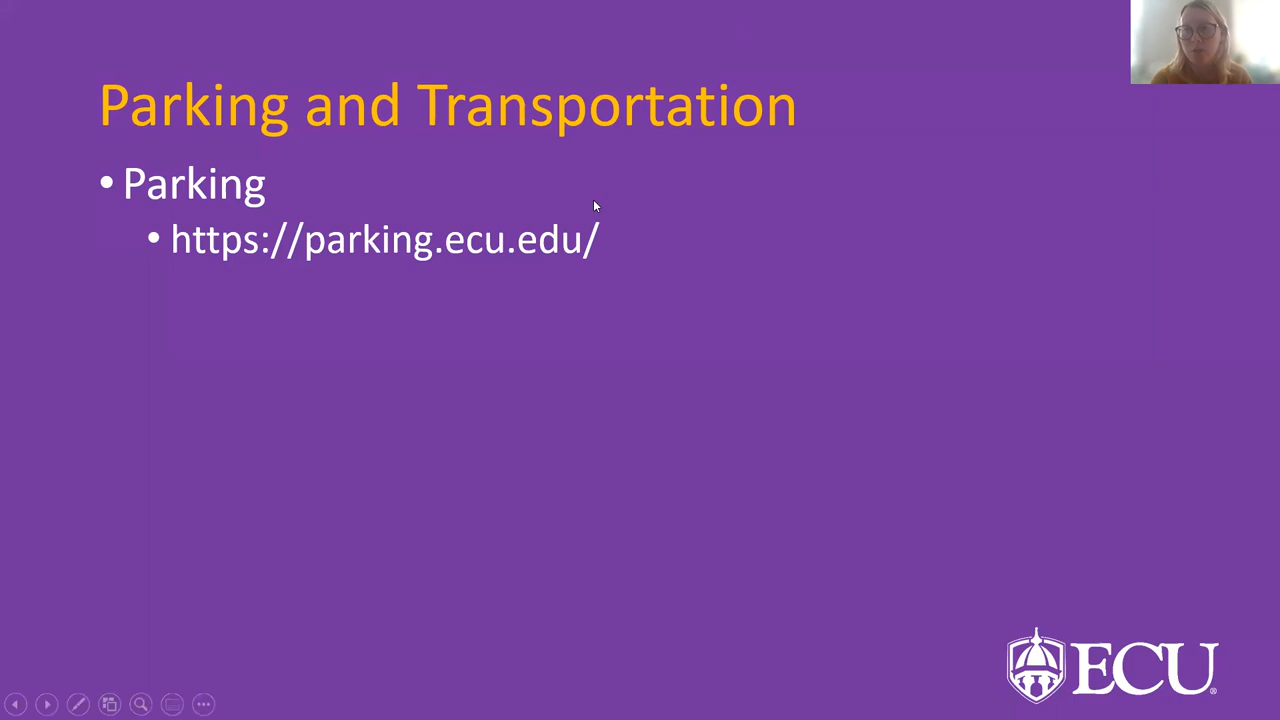 Parking and Transportation
• Parking
• https://parking.ecu.edu/
ECU